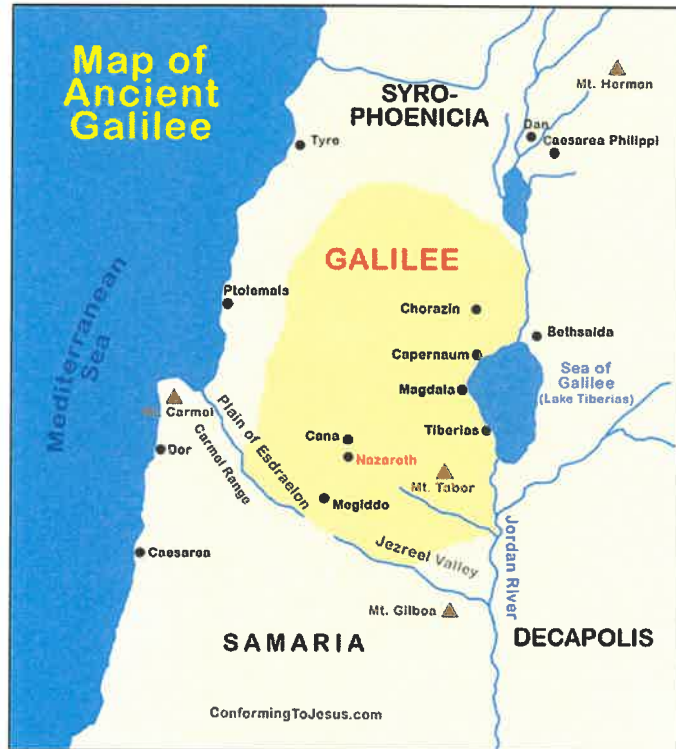 Map of
Ancient
Galilee
Mt. Hermon
SYRO-
PHOENICIA
Dan
Caesarea Philippi
Tyre
GALILEE
Ptolemais
Chorazin
Bethsaida
Capernaum
Mediterranean
Sea
Sea of
Galilee
(Lake Tiberias)
Magdala
Mt. Carmel
Plain of Esdraelon
Carmel Range
Cana
Tiberias
Dor
Nazareth
Mt. Tabor
Megiddo
Jordan River
Caesarea
Jezreel Valley
Mt. Gilboa
SAMARIA
DECAPOLIS
ConformingToJesus.com